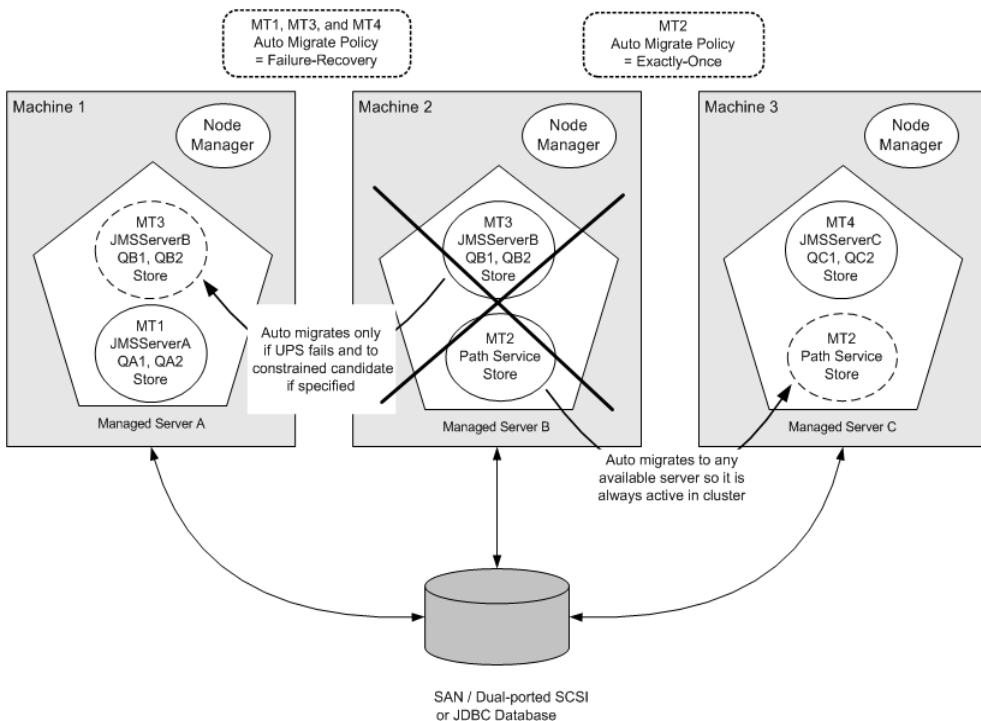 MT1, MT3, and MT4
Auto Migrate Policy
= Failure-Recovery
MT2
Auto Migrate Policy
= Exactly-Once
Machine 1
Node
Manager
MT3
JMSServerB
QB1, QB2
Store
MT1
JMSServerA
QA1, QA2
Store
Managed Server A
Auto migrates only
if UPS fails and to
constrained candidate
if specified
Machine 2
MT3
JMSServerB
QB1, QB2
Store
MT2
Path Service
Store
Managed Server B
Auto migrates to any
available server so it is
always active in cluster
Machine 3
Node
Manager
MT4
JMSServerC
QC1, QC2
Store
MT2
Path Service
Store
Managed Server C
SAN / Dual-ported SCSI
or JDBC Database